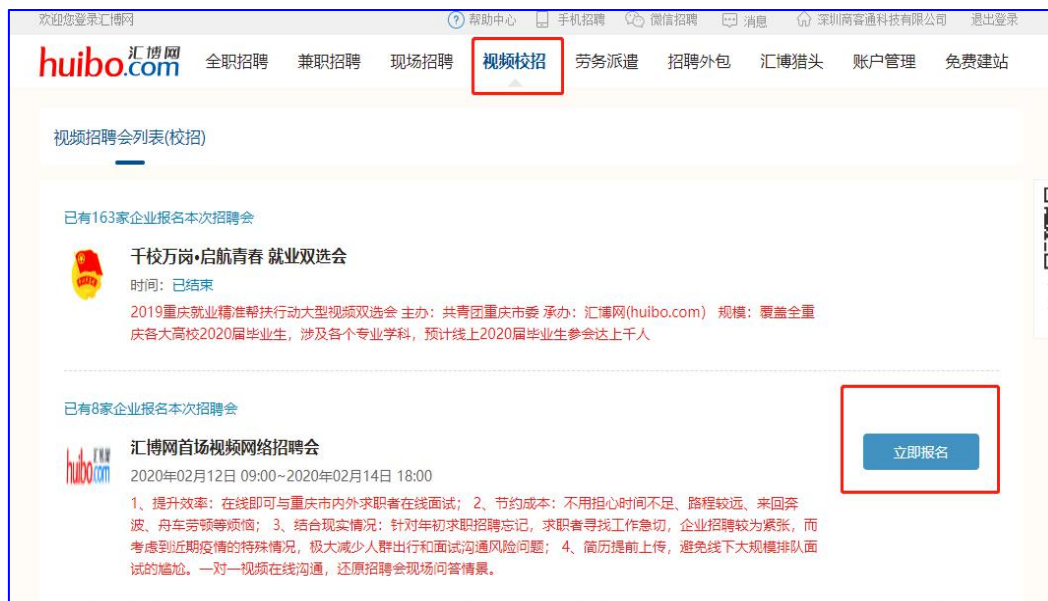 欢迎您登录汇博网
帮助中心 手机招聘 微信招聘 消息 深圳商客通科技有限公司 退出登录
huibo.com 汇博网 全职招聘 兼职招聘 现场招聘 视频校招 劳务派遣 招聘外包 汇博猎头 账户管理 免费建站
视频招聘会列表(校招)
已有163家企业报名本次招聘会
千校万岗•启航青春 就业双选会
时间：已结束
2019重庆就业精准帮扶行动大型视频双选会 主办：共青团重庆市委 承办：汇博网(huibo.com) 规模：覆盖全重
庆各大高校2020届毕业生，涉及各个专业学科，预计线上2020届毕业生参会达上千人
已有8家企业报名本次招聘会
huibo.com 汇博网
汇博网首场视频网络招聘会
立即报名
2020年02月12日 09:00~2020年02月14日 18:00
1、提升效率：在线即可与重庆市内外求职者在线面试； 2、节约成本：不用担心时间不足、路程较远、来回奔
波、舟车劳顿等烦恼； 3、结合现实情况：针对年初求职招聘忘记，求职者寻找工作急切，企业招聘较为紧张，而
考虑到近期疫情的特殊情况，极大减少人群出行和面试沟通风险问题； 4、简历提前上传，避免线下大规模排队面
试的尴尬。一对一视频在线沟通，还原招聘会现场问答情景。